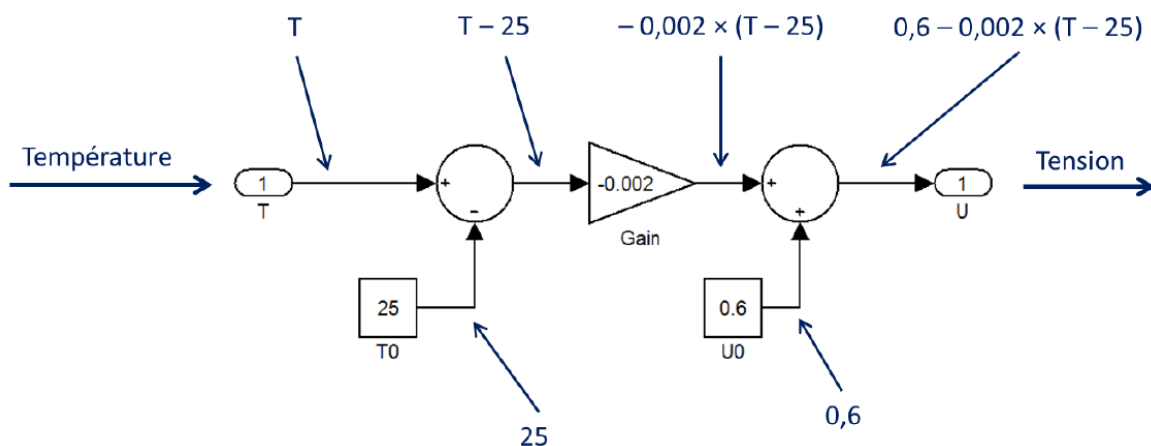 T
T – 25
– 0,002 × (T – 25)
0,6 – 0,002 × (T – 25)
Température
Tension
1
+
-0.002
+
1
T
–
+
U
Gain
25
0.6
T0
U0
25
0,6